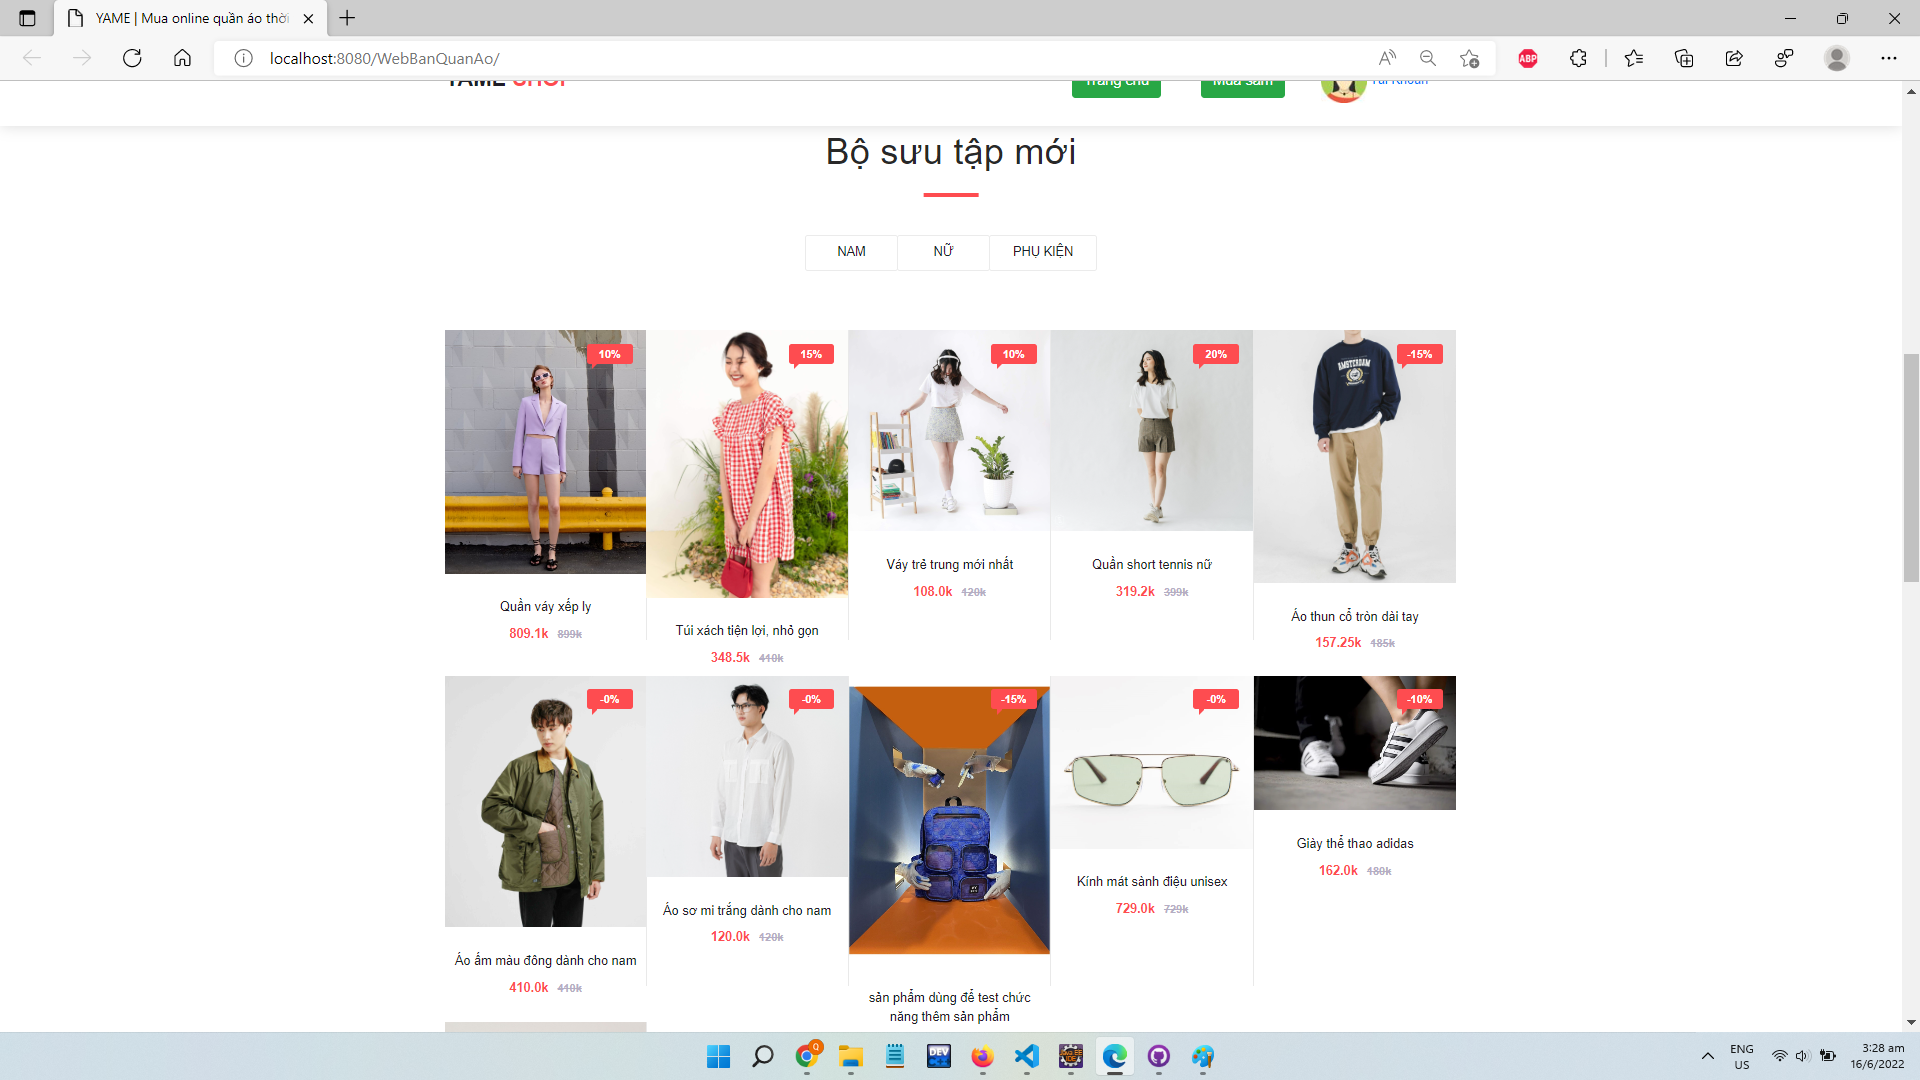 YAME | Mua online quần áo thời
localhost:8080/WebBanQuanAo/
ABP
YAME SHOP
Trang chủ
Mua sắm
Tài Khoản
Bộ sưu tập mới
NAM
NỮ
PHỤ KIỆN
10%
15%
10%
20%
-15%
AMSTERDAM
Quần váy xếp ly
809.1k 899k
Túi xách tiện lợi, nhỏ gọn
348.5k 410k
Váy trẻ trung mới nhất
108.0k 120k
Quần short tennis nữ
319.2k 399k
Áo thun cổ tròn dài tay
157.25k 185k
-0%
-0%
-15%
-0%
-10%
Áo ấm màu đông dành cho nam
410.0k 410k
Áo sơ mi trắng dành cho nam
120.0k 120k
sản phẩm dùng để test chức
năng thêm sản phẩm
Kính mát sành điệu unisex
729.0k 729k
Giày thể thao adidas
162.0k 180k
Q
DEV
ENG
US
3:28 am
16/6/2022